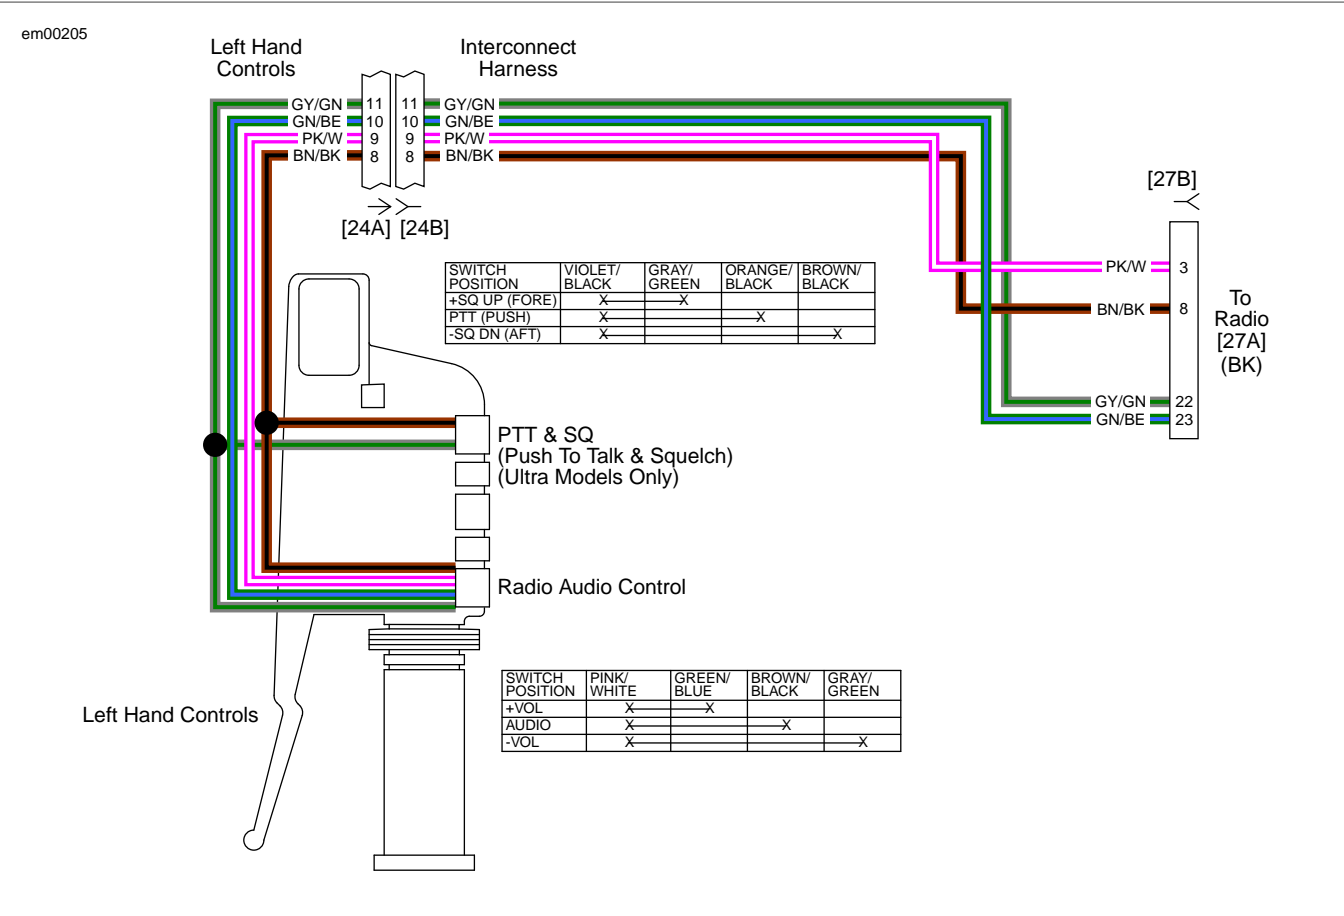 em00205
Left Hand
Controls
Interconnect
Harness
GY/GN 11 11 GY/GN
GN/BE 10 10 GN/BE
PK/W 9 9 PK/W
BN/BK 8 8 BN/BK
[24A] [24B]
[27B]
PK/W 3
BN/BK 8
GY/GN 22
GN/BE 23
To
Radio
[27A]
(BK)
SWITCH VIOLET/ GRAY/ ORANGE/ BROWN/
POSITION BLACK GREEN BLACK BLACK
+SQ UP (FORE) X X
PTT (PUSH) X X
-SQ DN (AFT) X X
PTT & SQ
(Push To Talk & Squelch)
(Ultra Models Only)
Radio Audio Control
SWITCH PINK/ GREEN/ BROWN/ GRAY/
POSITION WHITE BLUE BLACK GREEN
+VOL X X
AUDIO X X
-VOL X X
Left Hand Controls